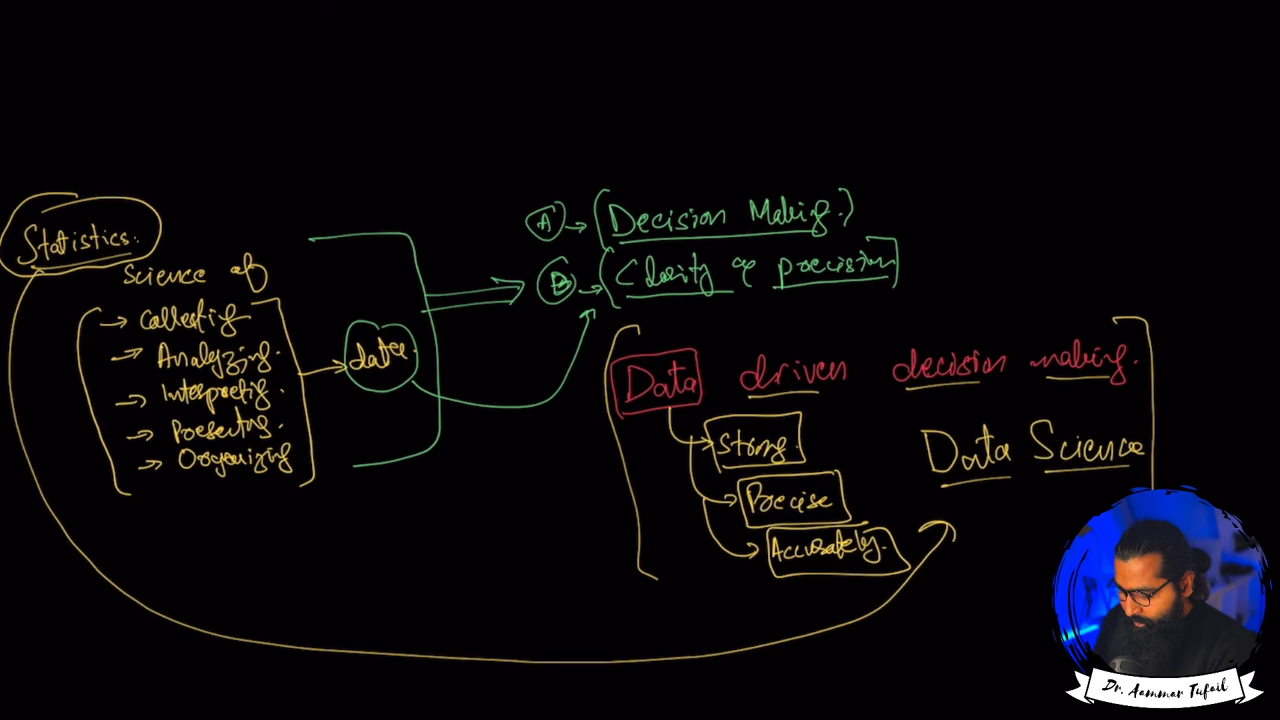 Statistics.
Science of
→ Collecting
→ Analyzing.
→ Interpreting.
→ Presenting.
→ Organizing
→ data.
A → (Decision Making.)
B → [Clarity & precision]
Data driven decision making.
Strong.
Precise
Accurately.
Data Science
Dr. Aammar Tufail